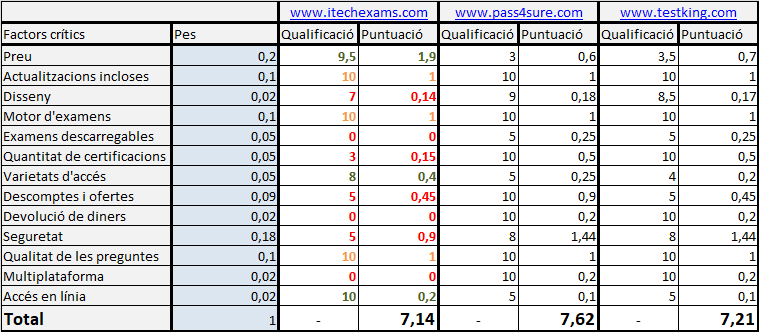 www.itechexams.com www.pass4sure.com www.testking.com
Factors crítics Pes Qualificació Puntuació Qualificació Puntuació Qualificació Puntuació
Preu 0,2 9,5 1,9 3 0,6 3,5 0,7
Actualitzacions incloses 0,1 10 1 10 1 10 1
Disseny 0,02 7 0,14 9 0,18 8,5 0,17
Motor d'examens 0,1 10 1 10 1 10 1
Examens descarregables 0,05 0 0 5 0,25 5 0,25
Quantitat de certificacions 0,05 3 0,15 10 0,5 10 0,5
Varietats d'accés 0,05 8 0,4 5 0,25 4 0,2
Descomptes i ofertes 0,09 5 0,45 10 0,9 5 0,45
Devolució de diners 0,02 0 0 10 0,2 10 0,2
Seguretat 0,18 5 0,9 8 1,44 8 1,44
Qualitat de les preguntes 0,1 10 1 10 1 10 1
Multiplataforma 0,02 0 0 10 0,2 10 0,2
Accés en línia 0,02 10 0,2 5 0,1 5 0,1
Total 1 - 7,14 - 7,62 - 7,21